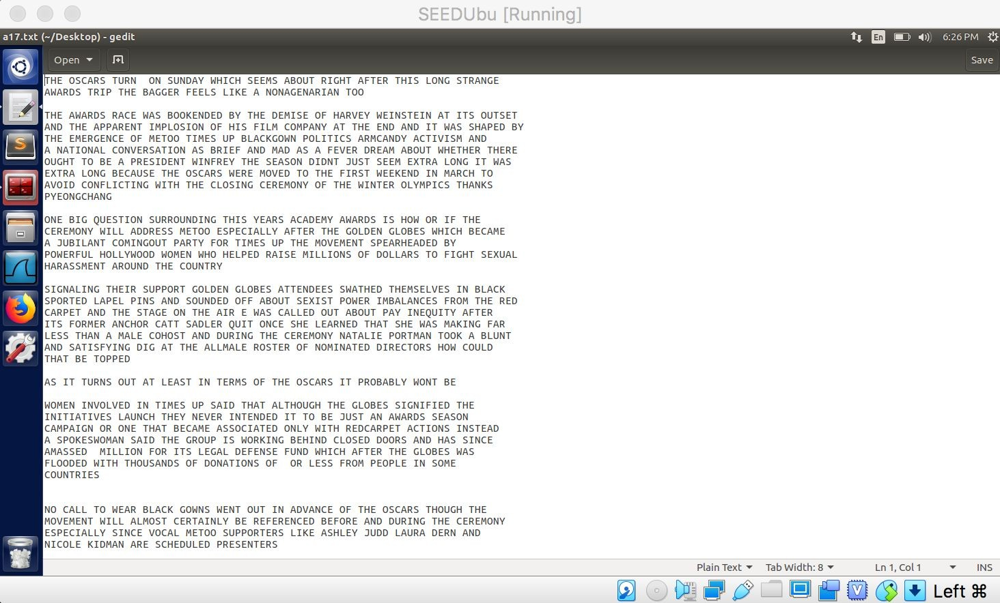 SEEDUbu [Running]
a17.txt (~/Desktop) - gedit
En
6:26 PM
Open
Save
THE OSCARS TURN  ON SUNDAY WHICH SEEMS ABOUT RIGHT AFTER THIS LONG STRANGE
AWARDS TRIP THE BAGGER FEELS LIKE A NONAGENARIAN TOO
THE AWARDS RACE WAS BOOKENDED BY THE DEMISE OF HARVEY WEINSTEIN AT ITS OUTSET
AND THE APPARENT IMPLOSION OF HIS FILM COMPANY AT THE END AND IT WAS SHAPED BY
THE EMERGENCE OF METOO TIMES UP BLACKGOWN POLITICS ARMCANDY ACTIVISM AND
A NATIONAL CONVERSATION AS BRIEF AND MAD AS A FEVER DREAM ABOUT WHETHER THERE
OUGHT TO BE A PRESIDENT WINFREY THE SEASON DIDNT JUST SEEM EXTRA LONG IT WAS
EXTRA LONG BECAUSE THE OSCARS WERE MOVED TO THE FIRST WEEKEND IN MARCH TO
AVOID CONFLICTING WITH THE CLOSING CEREMONY OF THE WINTER OLYMPICS THANKS
PYEONGCHANG
ONE BIG QUESTION SURROUNDING THIS YEARS ACADEMY AWARDS IS HOW OR IF THE
CEREMONY WILL ADDRESS METOO ESPECIALLY AFTER THE GOLDEN GLOBES WHICH BECAME
A JUBILANT COMINGOUT PARTY FOR TIMES UP THE MOVEMENT SPEARHEADED BY
POWERFUL HOLLYWOOD WOMEN WHO HELPED RAISE MILLIONS OF DOLLARS TO FIGHT SEXUAL
HARASSMENT AROUND THE COUNTRY
SIGNALING THEIR SUPPORT GOLDEN GLOBES ATTENDEES SWATHED THEMSELVES IN BLACK
SPORTED LAPEL PINS AND SOUNDED OFF ABOUT SEXIST POWER IMBALANCES FROM THE RED
CARPET AND THE STAGE ON THE AIR E WAS CALLED OUT ABOUT PAY INEQUITY AFTER
ITS FORMER ANCHOR CATT SADLER QUIT ONCE SHE LEARNED THAT SHE WAS MAKING FAR
LESS THAN A MALE COHOST AND DURING THE CEREMONY NATALIE PORTMAN TOOK A BLUNT
AND SATISFYING DIG AT THE ALLMALE ROSTER OF NOMINATED DIRECTORS HOW COULD
THAT BE TOPPED
AS IT TURNS OUT AT LEAST IN TERMS OF THE OSCARS IT PROBABLY WONT BE
WOMEN INVOLVED IN TIMES UP SAID THAT ALTHOUGH THE GLOBES SIGNIFIED THE
INITIATIVES LAUNCH THEY NEVER INTENDED IT TO BE JUST AN AWARDS SEASON
CAMPAIGN OR ONE THAT BECAME ASSOCIATED ONLY WITH REDCARPET ACTIONS INSTEAD
A SPOKESWOMAN SAID THE GROUP IS WORKING BEHIND CLOSED DOORS AND HAS SINCE
AMASSED  MILLION FOR ITS LEGAL DEFENSE FUND WHICH AFTER THE GLOBES WAS
FLOODED WITH THOUSANDS OF DONATIONS OF  OR LESS FROM PEOPLE IN SOME
COUNTRIES
NO CALL TO WEAR BLACK GOWNS WENT OUT IN ADVANCE OF THE OSCARS THOUGH THE
MOVEMENT WILL ALMOST CERTAINLY BE REFERENCED BEFORE AND DURING THE CEREMONY
ESPECIALLY SINCE VOCAL METOO SUPPORTERS LIKE ASHLEY JUDD LAURA DERN AND
NICOLE KIDMAN ARE SCHEDULED PRESENTERS
Plain Text
Tab Width: 8
Ln 1, Col 1
INS
Left ⌘